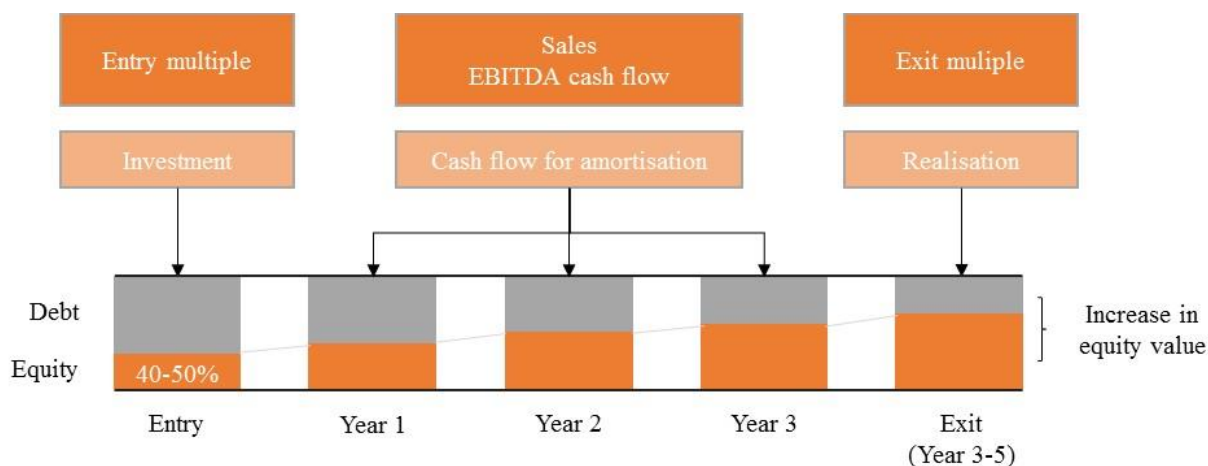 Entry multiple
Sales
EBITDA cash flow
Exit muliple
Investment
Cash flow for amortisation
Realisation
Debt
Equity
40-50%
Increase in
equity value
Entry
Year 1
Year 2
Year 3
Exit
(Year 3-5)